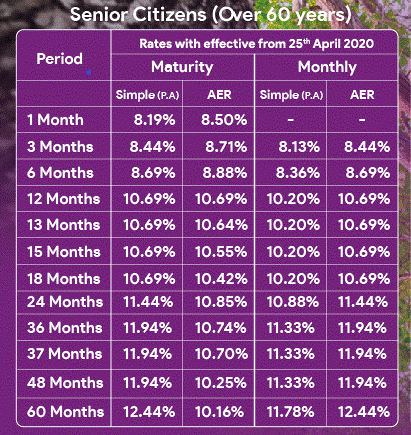 Senior Citizens (Over 60 years)
Period
Rates with effective from 25th April 2020
Maturity Monthly
Simple (P.A) AER Simple (P.A) AER
1 Month 8.19% 8.50% - -
3 Months 8.44% 8.71% 8.13% 8.44%
6 Months 8.69% 8.88% 8.36% 8.69%
12 Months 10.69% 10.69% 10.20% 10.69%
13 Months 10.69% 10.64% 10.20% 10.69%
15 Months 10.69% 10.55% 10.20% 10.69%
18 Months 10.69% 10.42% 10.20% 10.69%
24 Months 11.44% 10.85% 10.88% 11.44%
36 Months 11.94% 10.74% 11.33% 11.94%
37 Months 11.94% 10.70% 11.33% 11.94%
48 Months 11.94% 10.25% 11.33% 11.94%
60 Months 12.44% 10.16% 11.78% 12.44%